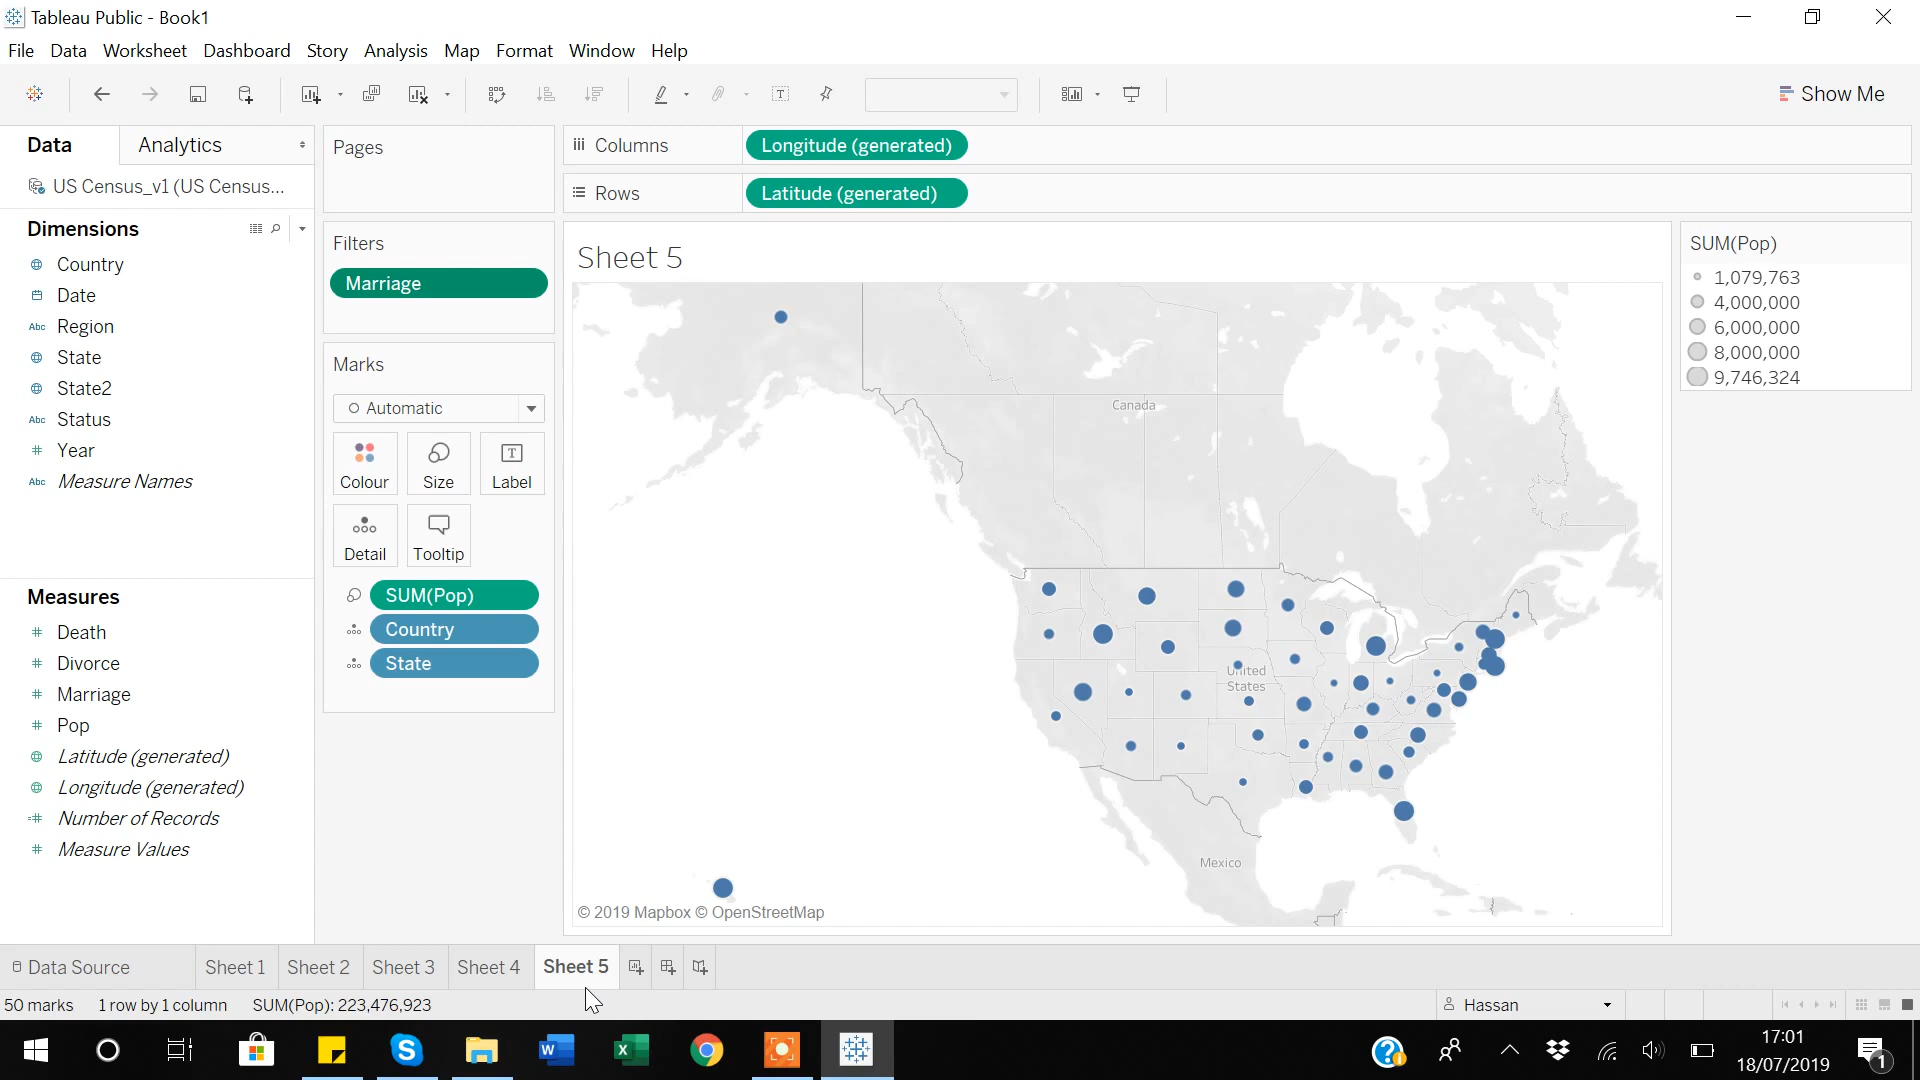 Tableau Public - Book1
File Data Worksheet Dashboard Story Analysis Map Format Window Help
Show Me
Data Analytics
US Census_v1 (US Census...
Dimensions
Country
Date
Abc Region
State
State2
Abc Status
# Year
Abc Measure Names
Measures
# Death
# Divorce
# Marriage
# Pop
Latitude (generated)
Longitude (generated)
=# Number of Records
# Measure Values
Pages
Filters
Marriage
Marks
Automatic
Colour Size T Label
Detail Tooltip
SUM(Pop)
Country
State
iii Columns Longitude (generated)
Rows Latitude (generated)
Sheet 5
Canada
United
States
Mexico
© 2019 Mapbox © OpenStreetMap
SUM(Pop)
1,079,763
4,000,000
6,000,000
8,000,000
9,746,324
Data Source Sheet 1 Sheet 2 Sheet 3 Sheet 4 Sheet 5
50 marks 1 row by 1 column SUM(Pop): 223,476,923
Hassan
17:01
18/07/2019
1